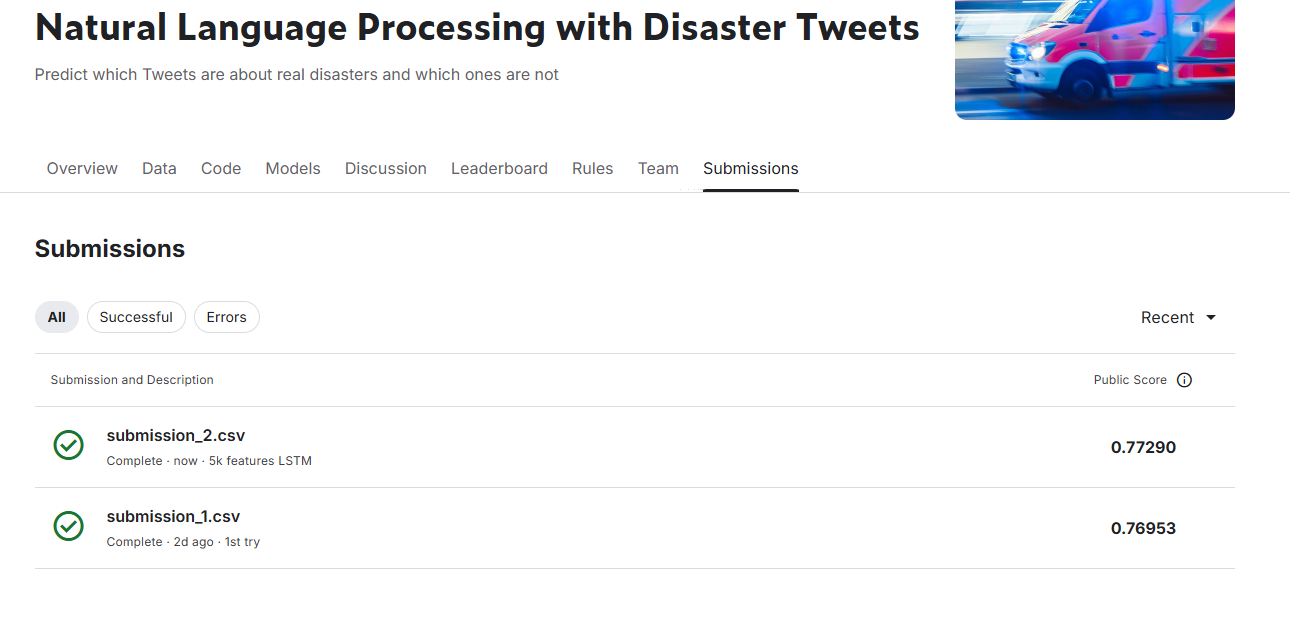 Natural Language Processing with Disaster Tweets
Predict which Tweets are about real disasters and which ones are not
Overview Data Code Models Discussion Leaderboard Rules Team Submissions
Submissions
All Successful Errors Recent
Submission and Description Public Score
submission_2.csv
Complete · now · 5k features LSTM
0.77290
submission_1.csv
Complete · 2d ago · 1st try
0.76953